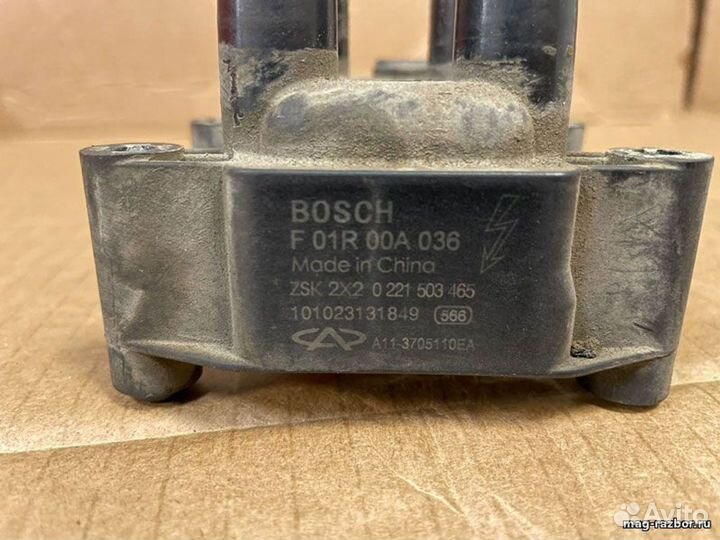 BOSCH
F 01R 00A 036
Made in China
ZSK 2X2 0 221 503 465
101023131849 566
A11-3705110EA
Avito
mag-razbor.ru